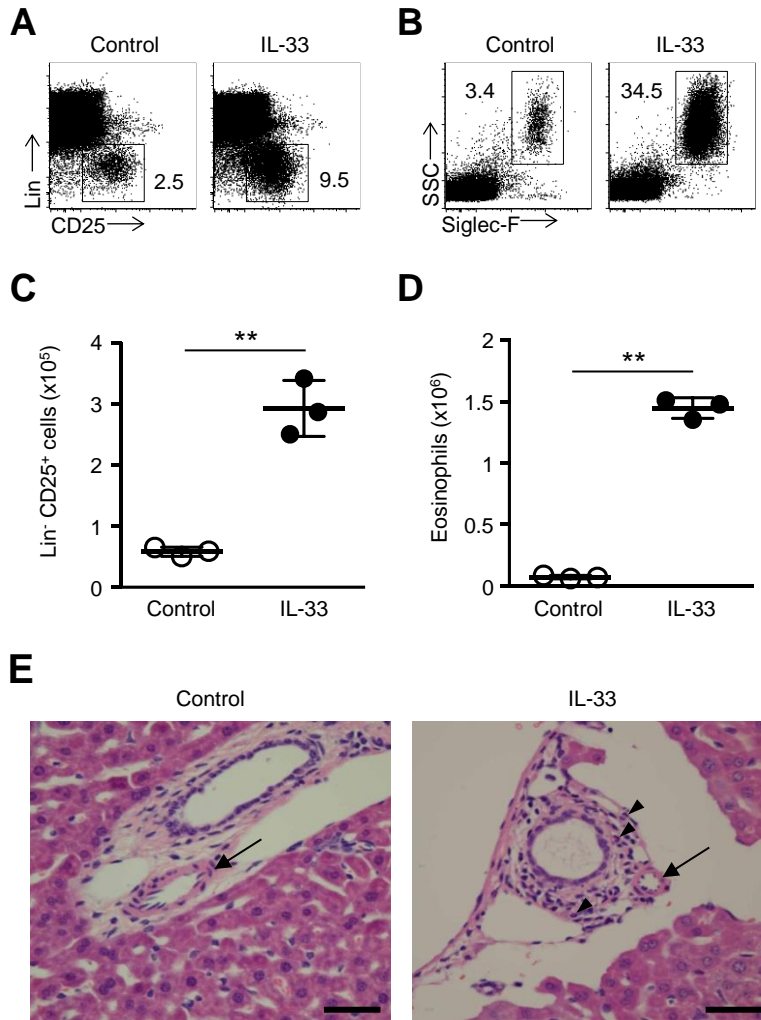 A
Control
IL-33
Lin
2.5
9.5
CD25
B
Control
IL-33
SSC
3.4
34.5
Siglec-F
C
Lin- CD25+ cells (x10⁵)
4
3
2
1
0
**
Control
IL-33
D
Eosinophils (x10⁶)
2
1.5
1
0.5
0
**
Control
IL-33
E
Control
IL-33